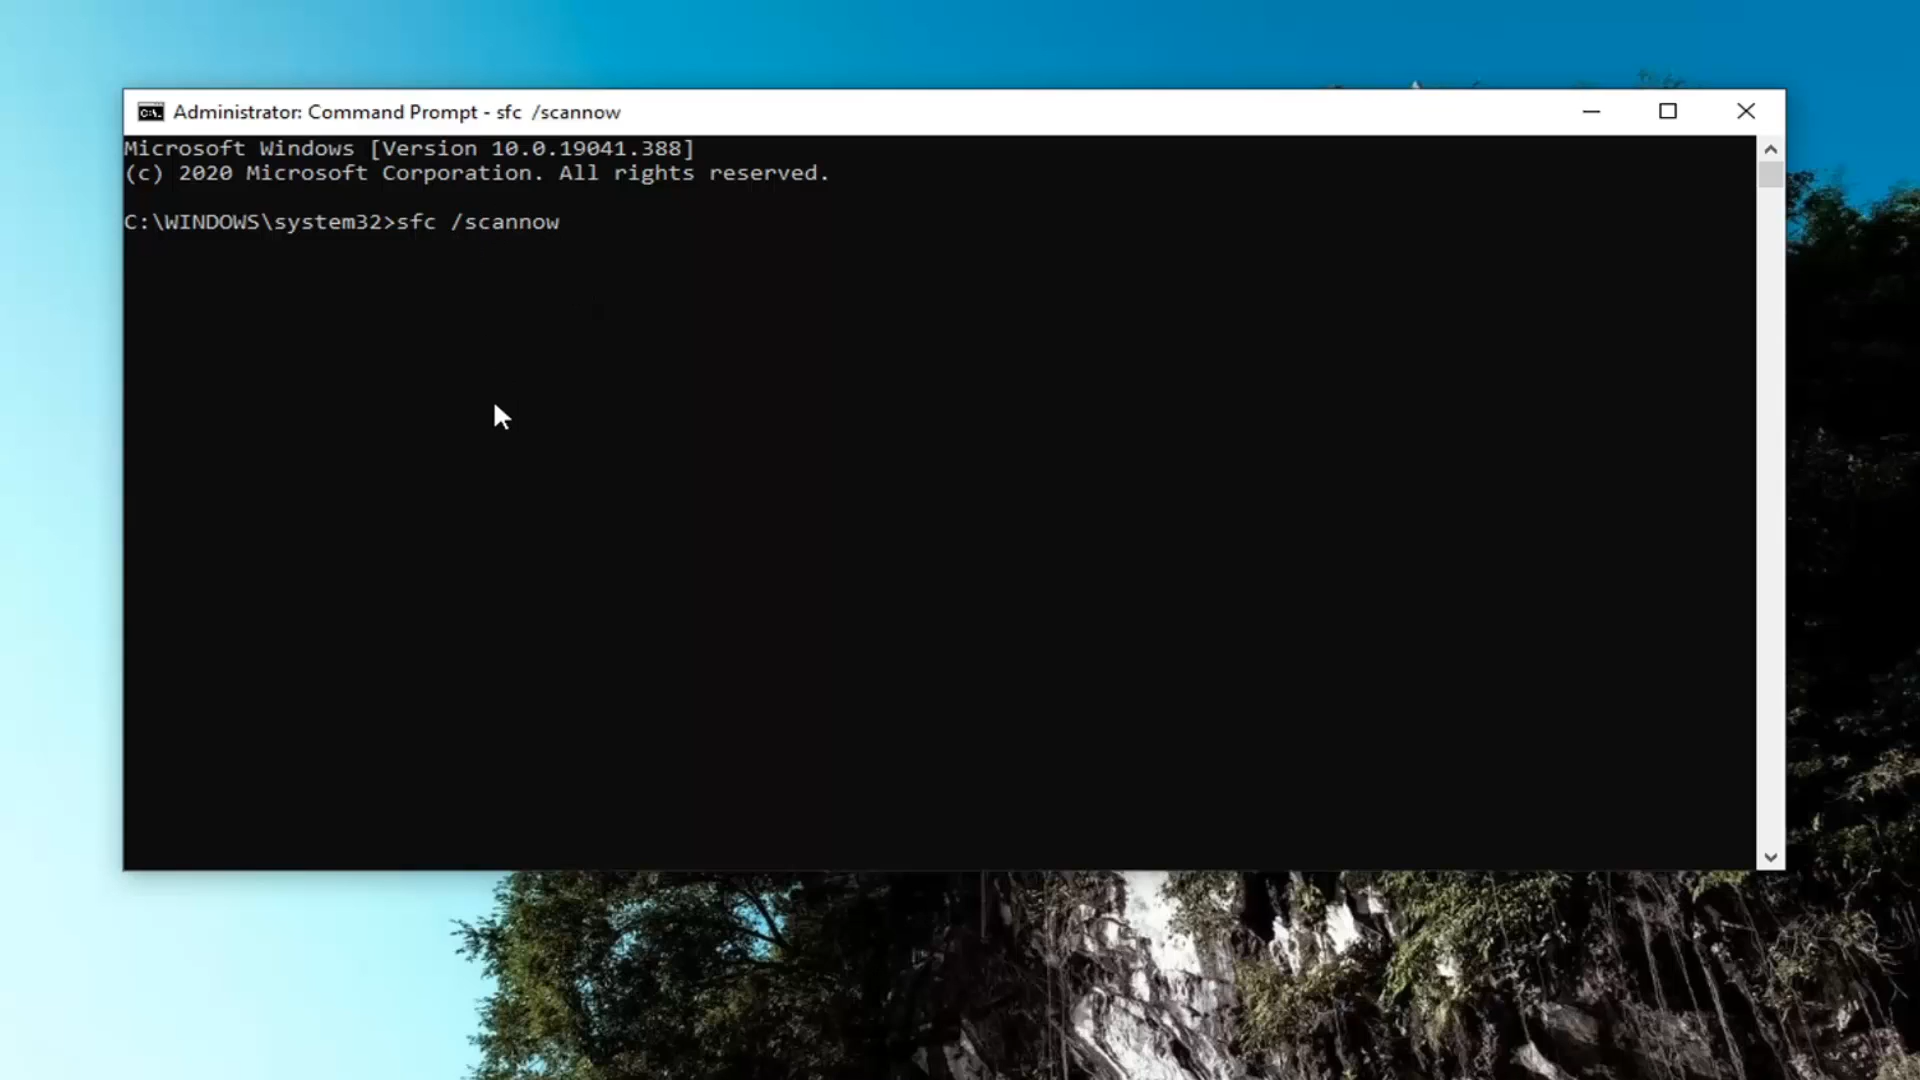 Administrator: Command Prompt - sfc  /scannow
Microsoft Windows [Version 10.0.19041.388]
(c) 2020 Microsoft Corporation. All rights reserved.
C:\WINDOWS\system32>sfc /scannow